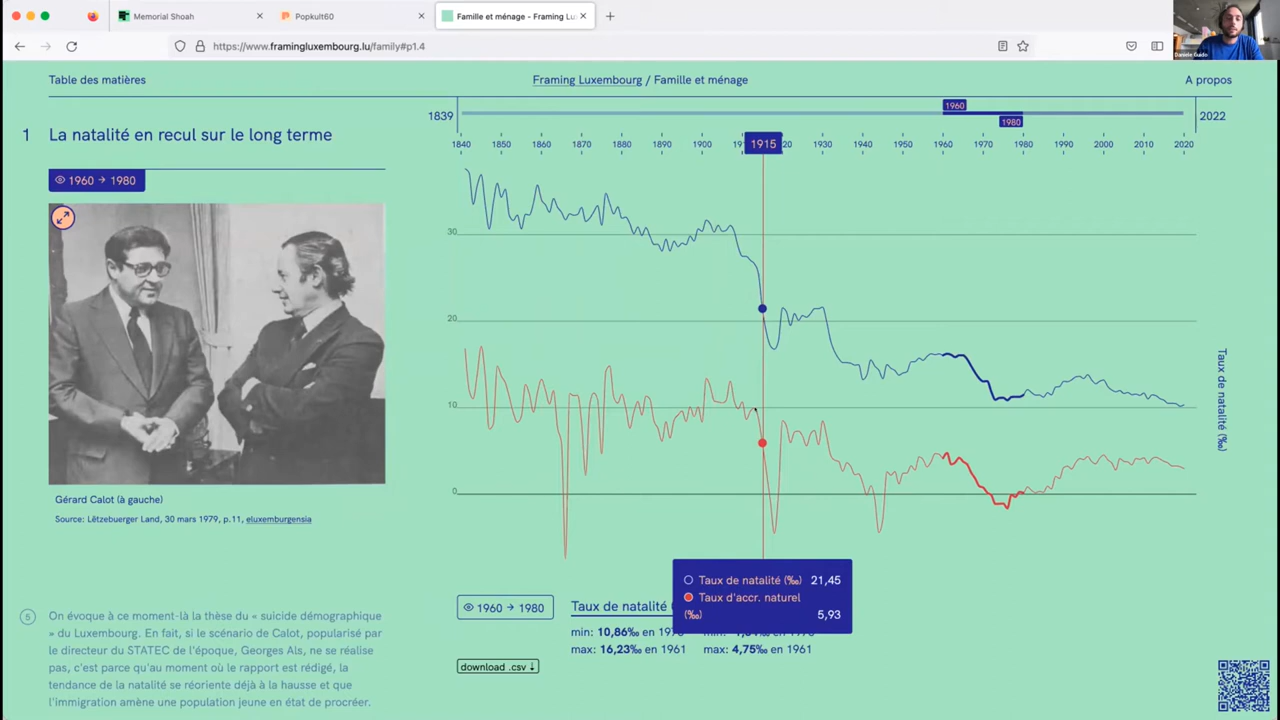 Memorial Shoah
Popkult60
Famille et ménage - Framing Lu
https://www.framingluxembourg.lu/family#p1.4
Daniele Guido
Table des matières
Framing Luxembourg / Famille et ménage
A propos
1839
1960
1980
2022
1 La natalité en recul sur le long terme
1840 1850 1860 1870 1880 1890 1900 1915 1930 1940 1950 1960 1970 1980 1990 2000 2010 2020
1960 → 1980
30
20
10
0
Taux de natalité (‰)
Gérard Calot (à gauche)
Source: Lëtzebuerger Land, 30 mars 1979, p.11, eluxemburgensia
Taux de natalité (‰) 21,45
Taux d'accr. naturel
(‰) 5,93
1960 → 1980
Taux de natalité
min: 10,86‰ en
max: 16,23‰ en 1961 max: 4,75‰ en 1961
download .csv ↓
5 On évoque à ce moment-là la thèse du « suicide démographique
» du Luxembourg. En fait, si le scénario de Calot, popularisé par
le directeur du STATEC de l'époque, Georges Als, ne se réalise
pas, c'est parce qu'au moment où le rapport est rédigé, la
tendance de la natalité se réoriente déjà à la hausse et que
l'immigration amène une population jeune en état de procréer.